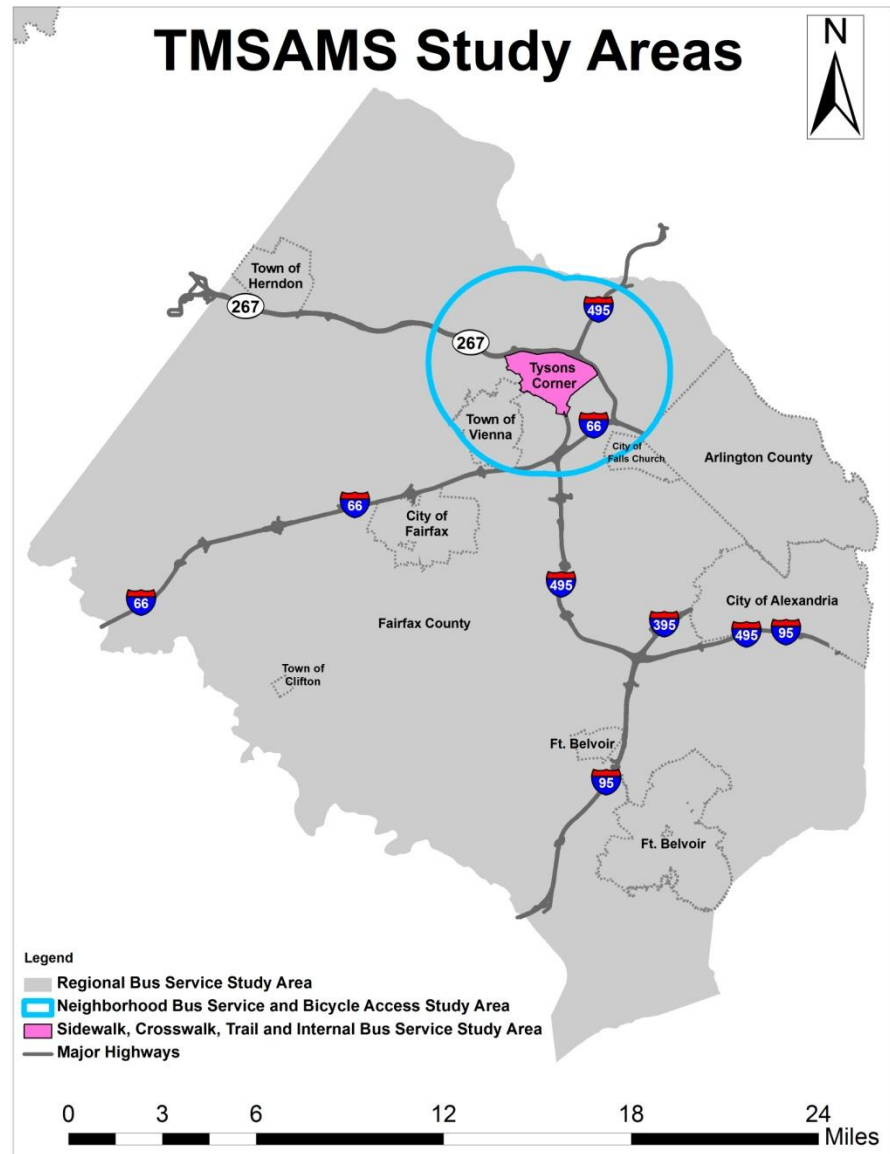 TMSAMS Study Areas
N
Town of
Herndon
267
495
267
Tysons
Corner
Town of
Vienna
66
City of
Falls Church
Arlington County
66
City of
Fairfax
495
66
395
City of Alexandria
495
95
Fairfax County
Town of
Clifton
Ft. Belvoir
95
Ft. Belvoir
Legend
Regional Bus Service Study Area
Neighborhood Bus Service and Bicycle Access Study Area
Sidewalk, Crosswalk, Trail and Internal Bus Service Study Area
Major Highways
0 3 6 12 18 24
Miles